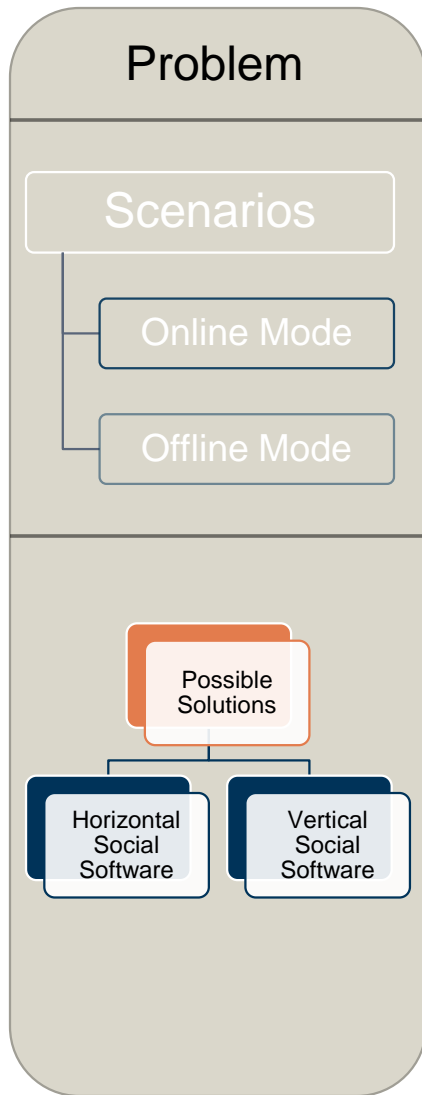 Problem
Scenarios
Online Mode
Offline Mode
Possible
Solutions
Horizontal
Social
Software
Vertical
Social
Software